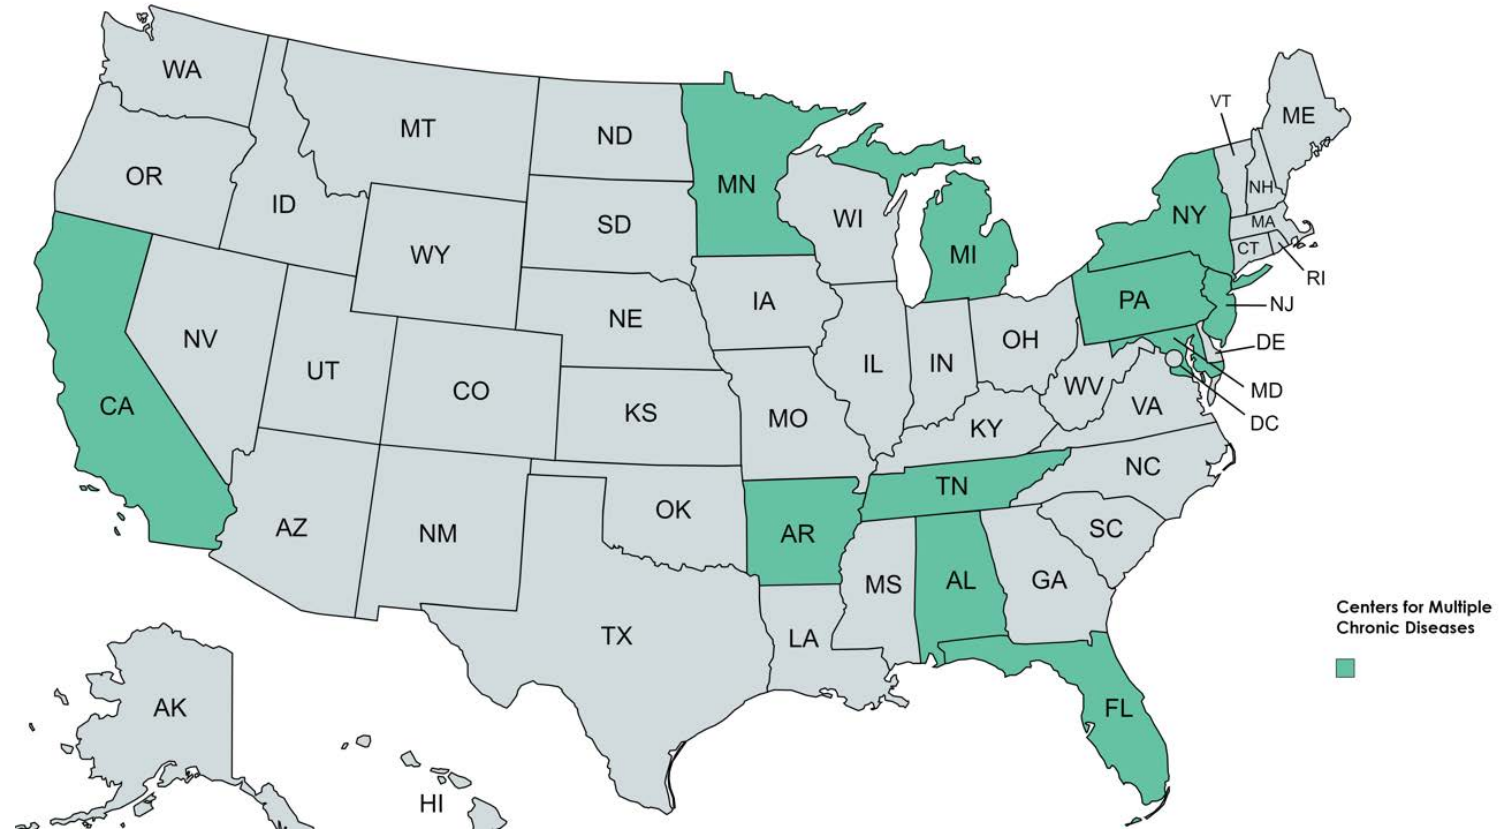 WA
MT
ND
MN
VT
ME
OR
ID
SD
WI
MI
NY
NH
MA
CT
RI
WY
IA
PA
NJ
NV
NE
OH
DE
UT
CO
IL
IN
WV
MD
CA
KS
MO
KY
VA
DC
NC
TN
AZ
NM
OK
AR
SC
MS
AL
GA
TX
LA
FL
Centers for Multiple
Chronic Diseases
AK
HI